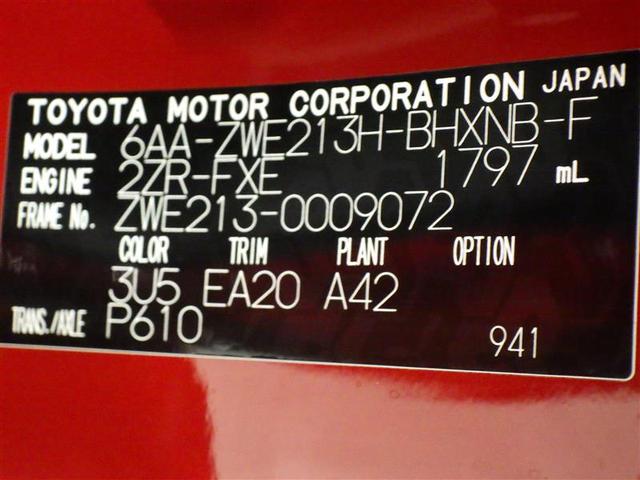 TOYOTA MOTOR CORPORATION JAPAN
MODEL 6AA-ZWE213H-BHXNB-F
ENGINE 2ZR-FXE 1797 mL
FRAME No. ZWE213-0009072
COLOR TRIM PLANT OPTION
3U5 EA20 A42
TRANS./AXLE P610
941